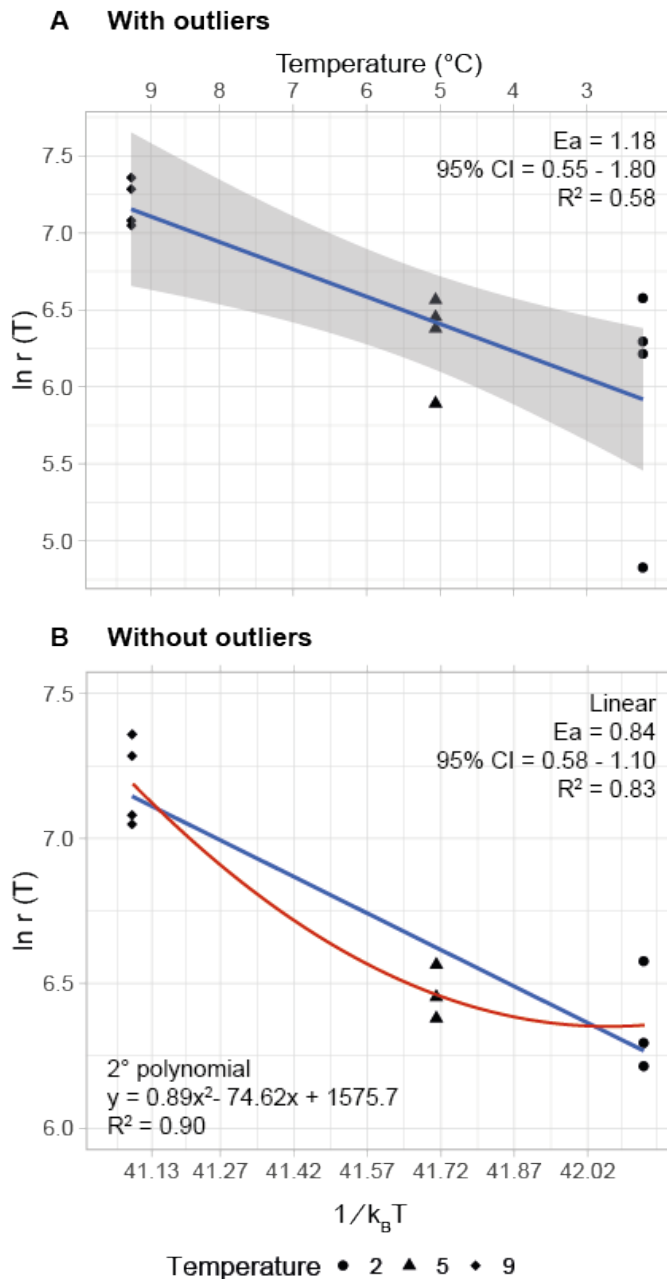 A With outliers
Temperature (°C)
9 8 7 6 5 4 3
Ea = 1.18
95% CI = 0.55 - 1.80
R² = 0.58
7.5
7.0
6.5
6.0
5.5
5.0
ln r (T)
B Without outliers
Linear
Ea = 0.84
95% CI = 0.58 - 1.10
R² = 0.83
7.5
7.0
6.5
6.0
ln r (T)
2° polynomial
y = 0.89x²- 74.62x + 1575.7
R² = 0.90
41.13 41.27 41.42 41.57 41.72 41.87 42.02
1/k_BT
Temperature 2 5 9